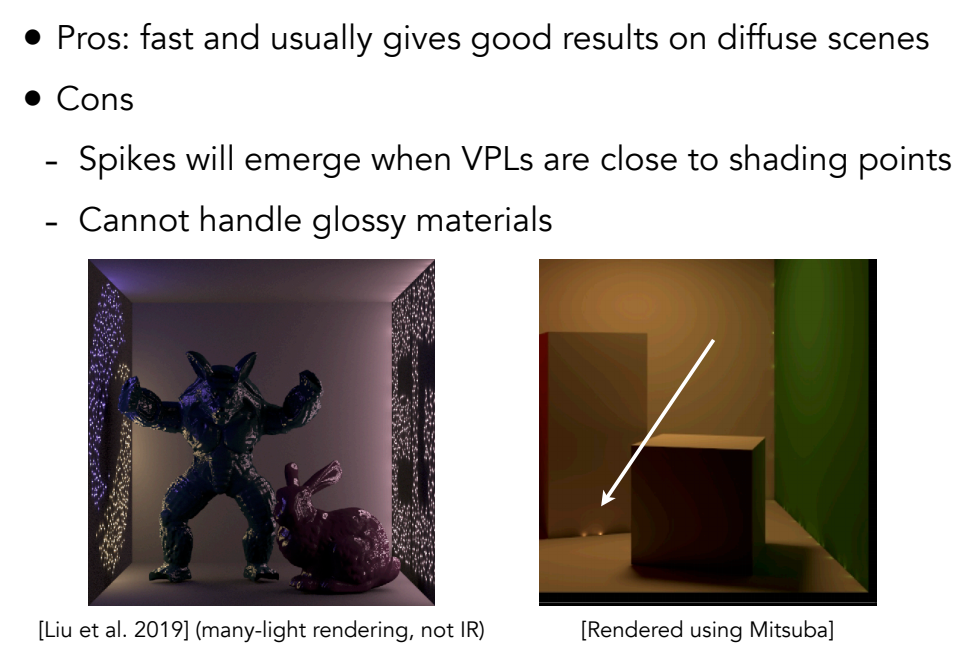 ● Pros: fast and usually gives good results on diffuse scenes
● Cons
- Spikes will emerge when VPLs are close to shading points
- Cannot handle glossy materials
[Liu et al. 2019] (many-light rendering, not IR)
[Rendered using Mitsuba]